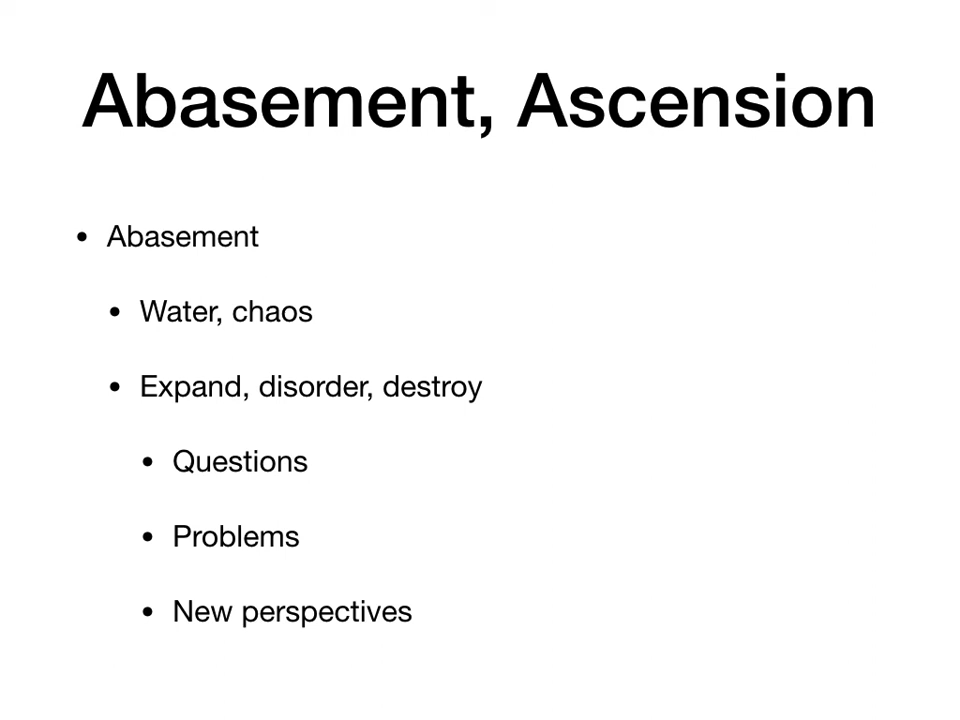 Abasement, Ascension
• Abasement
• Water, chaos
• Expand, disorder, destroy
• Questions
• Problems
• New perspectives